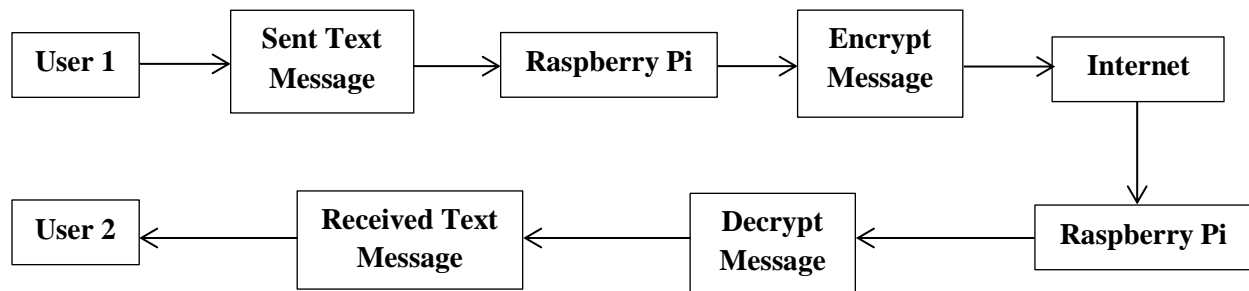 User 1
Sent Text
Message
Raspberry Pi
Encrypt
Message
Internet
Raspberry Pi
Decrypt
Message
Received Text
Message
User 2